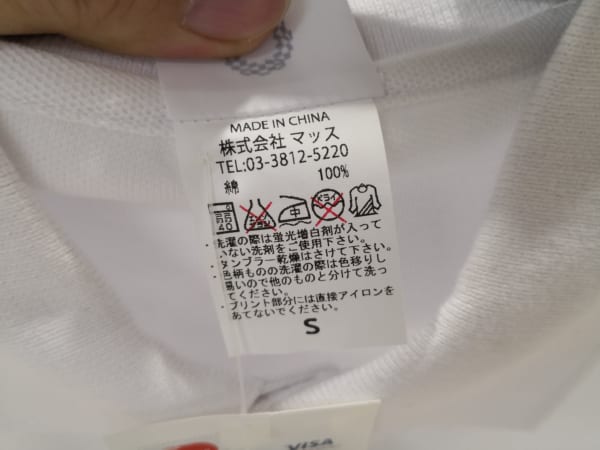 MADE IN CHINA
株式会社 マッス
TEL:03-3812-5220
綿 100%
40 中 ドライ
・洗濯の際は蛍光増白剤が入って
いない洗剤をご使用下さい。
・タンブラー乾燥はさけて下さい。
・色柄ものの洗濯の際は色移りし
易いので他のものと分けて洗っ
てください。
・プリント部分には直接アイロンを
あてないでください。
S
VISA